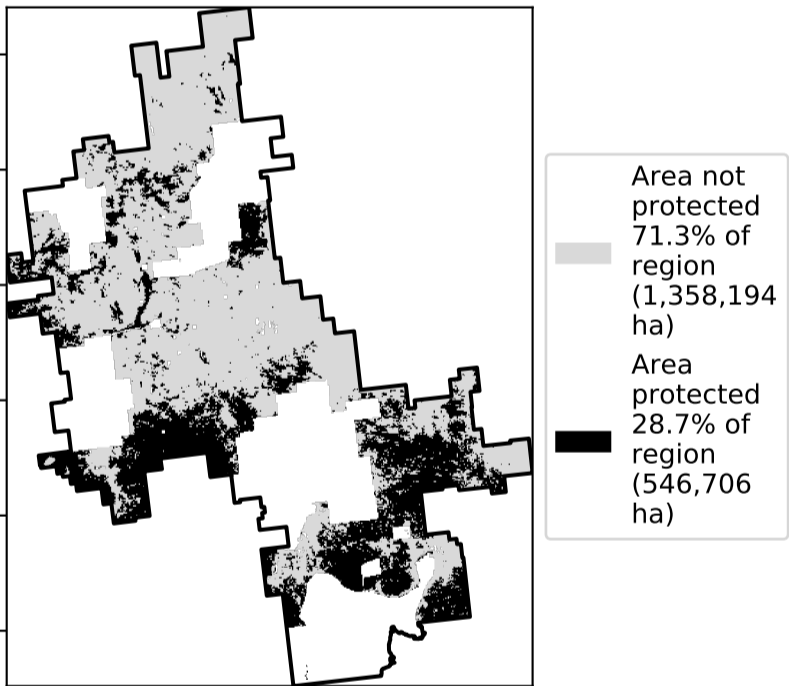 Area not
protected
71.3% of
region
(1,358,194
ha)
Area
protected
28.7% of
region
(546,706
ha)